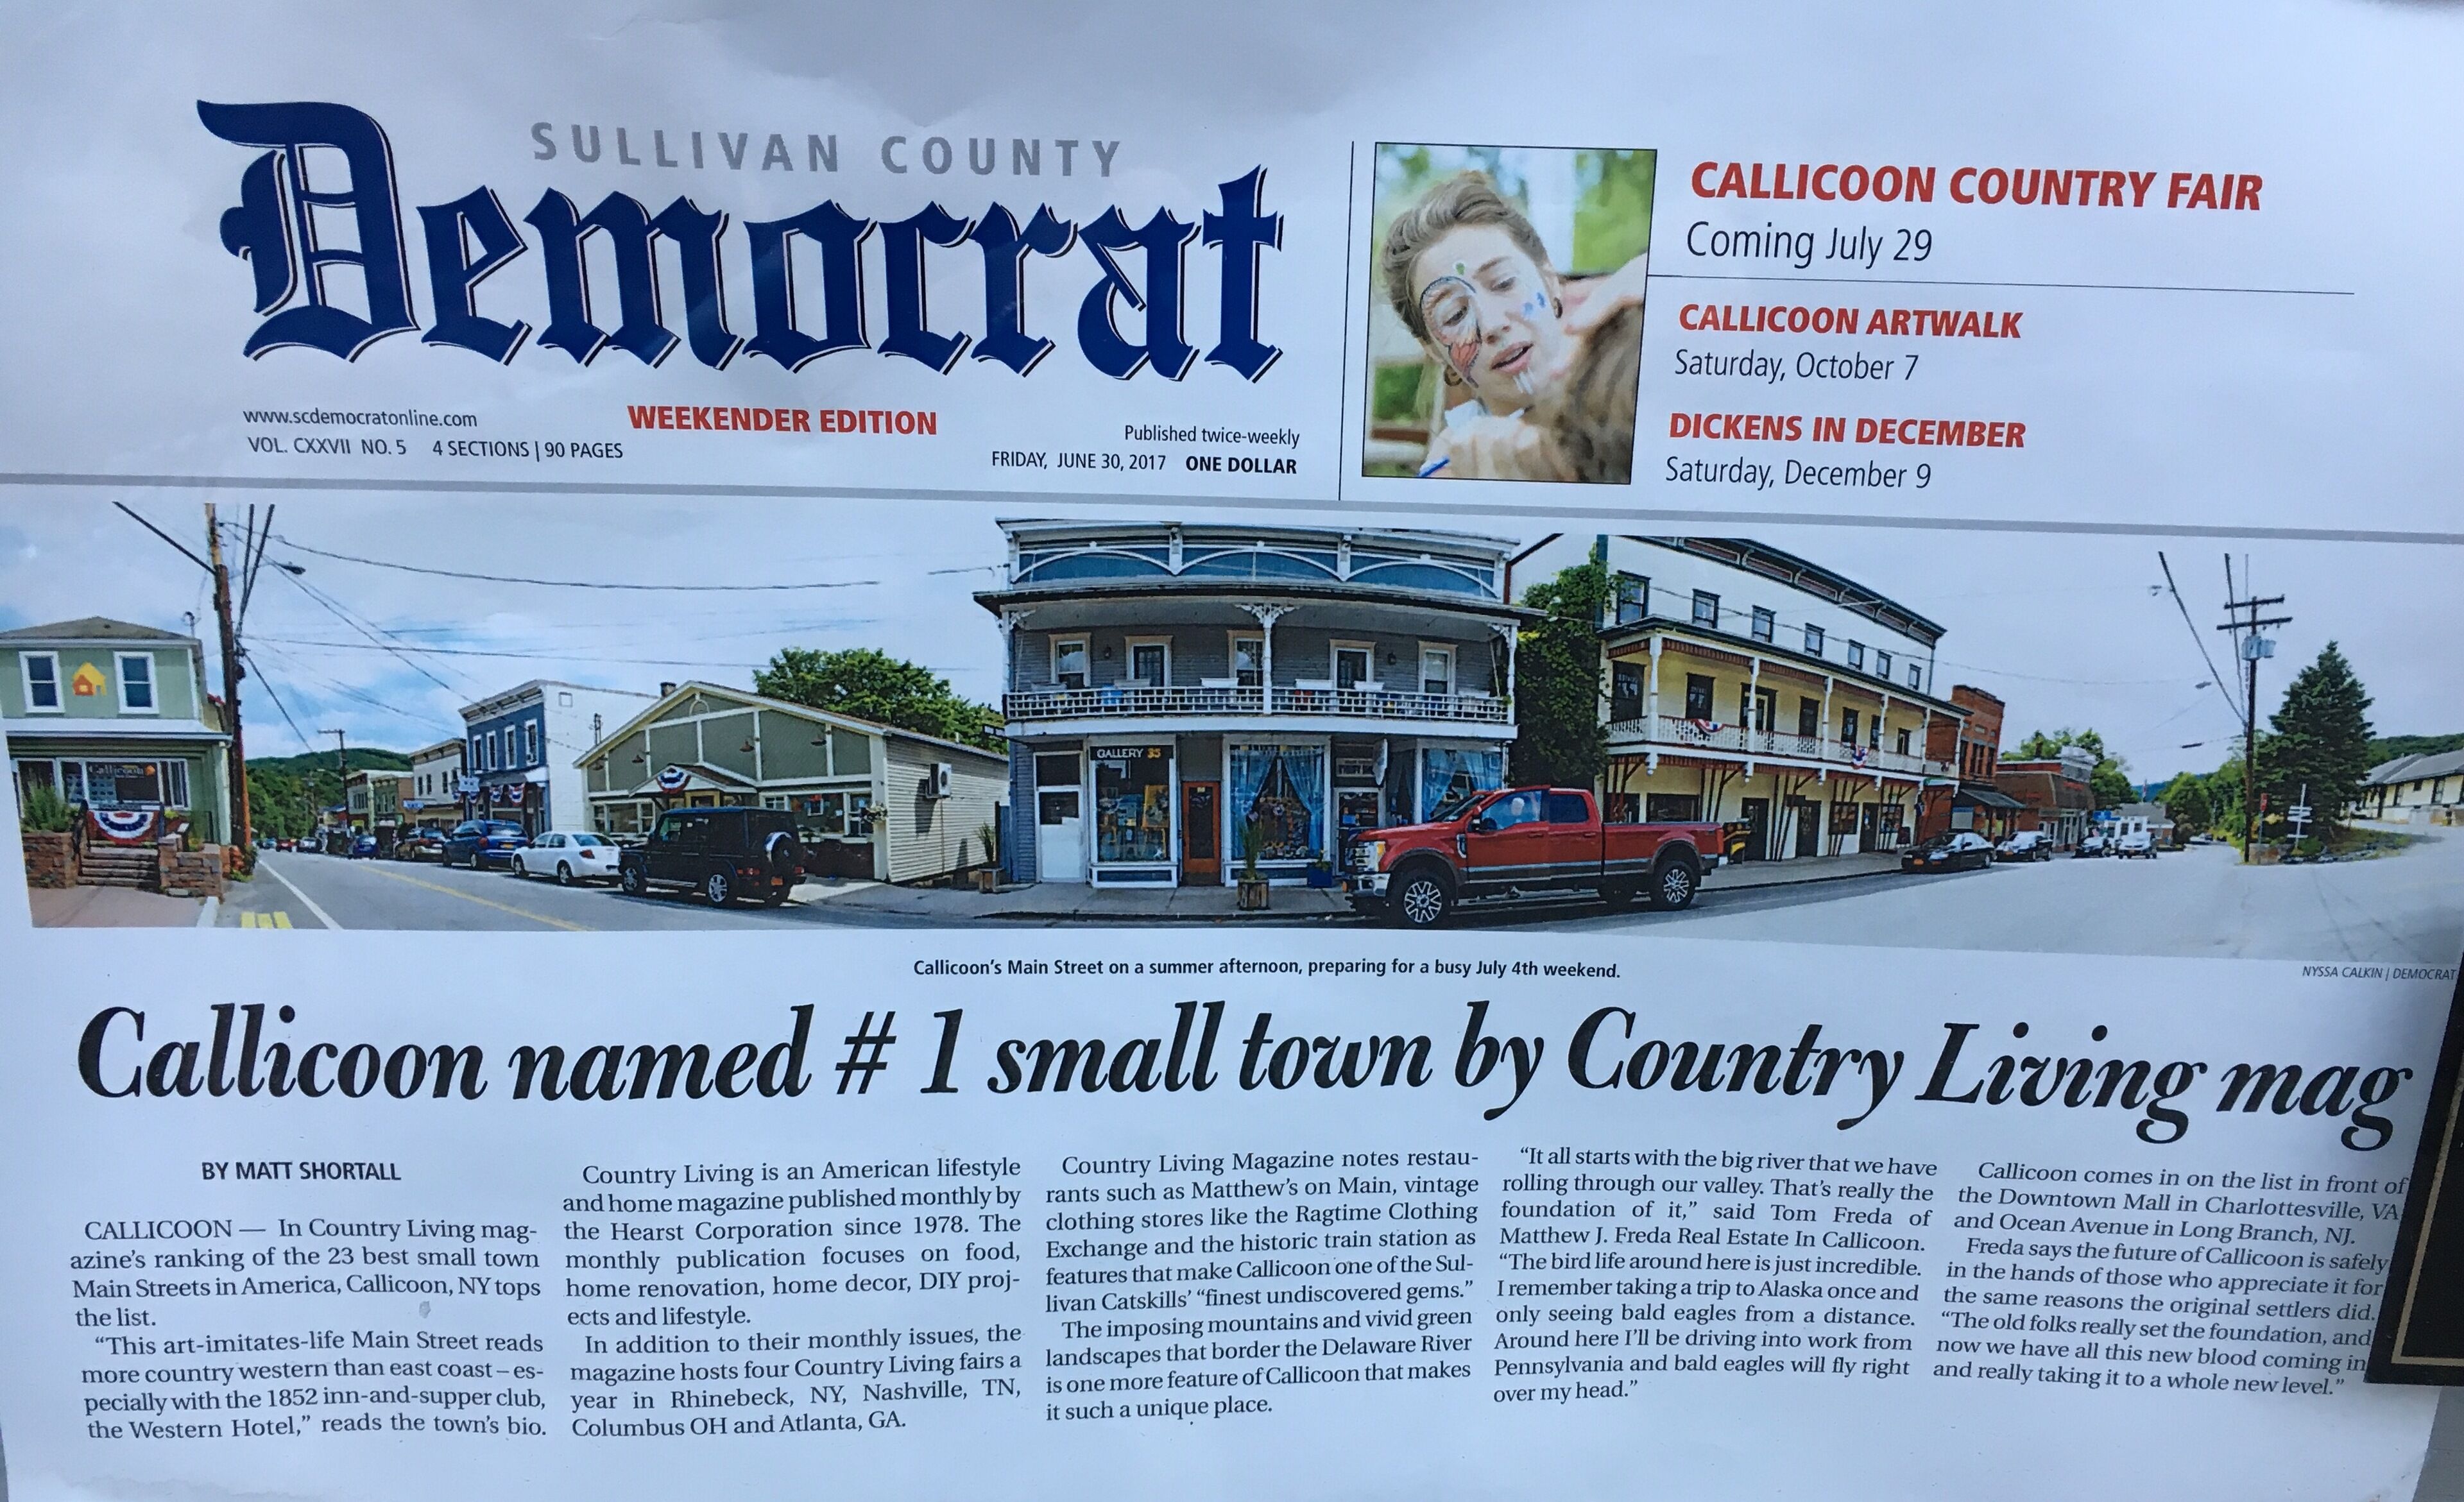 SULLIVAN COUNTY
Democrat
www.scdemocratonline.com
VOL. CXXVII NO. 5 4 SECTIONS | 90 PAGES
WEEKENDER EDITION
Published twice-weekly
FRIDAY, JUNE 30, 2017 ONE DOLLAR
CALLICOON COUNTRY FAIR
Coming July 29
CALLICOON ARTWALK
Saturday, October 7
DICKENS IN DECEMBER
Saturday, December 9
Callicoon
GALLERY 35
Callicoon's Main Street on a summer afternoon, preparing for a busy July 4th weekend.
NYSSA CALKIN | DEMOCRAT
Callicoon named # 1 small town by Country Living mag
BY MATT SHORTALL
CALLICOON — In Country Living mag-
azine's ranking of the 23 best small town
Main Streets in America, Callicoon, NY tops
the list.
“This art-imitates-life Main Street reads
more country western than east coast – es-
pecially with the 1852 inn-and-supper club,
the Western Hotel,” reads the town's bio.
Country Living is an American lifestyle
and home magazine published monthly by
the Hearst Corporation since 1978. The
monthly publication focuses on food,
home renovation, home decor, DIY proj-
ects and lifestyle.
In addition to their monthly issues, the
magazine hosts four Country Living fairs a
year in Rhinebeck, NY, Nashville, TN,
Columbus OH and Atlanta, GA.
Country Living Magazine notes restau-
rants such as Matthew's on Main, vintage
clothing stores like the Ragtime Clothing
Exchange and the historic train station as
features that make Callicoon one of the Sul-
livan Catskills' “finest undiscovered gems.”
The imposing mountains and vivid green
landscapes that border the Delaware River
is one more feature of Callicoon that makes
it such a unique place.
“It all starts with the big river that we have
rolling through our valley. That's really the
foundation of it,” said Tom Freda of
Matthew J. Freda Real Estate In Callicoon.
“The bird life around here is just incredible.
I remember taking a trip to Alaska once and
only seeing bald eagles from a distance.
Around here I'll be driving into work from
Pennsylvania and bald eagles will fly right
over my head.”
Callicoon comes in on the list in front of
the Downtown Mall in Charlottesville, VA
and Ocean Avenue in Long Branch, NJ.
Freda says the future of Callicoon is safely
in the hands of those who appreciate it for
the same reasons the original settlers did.
“The old folks really set the foundation, and
now we have all this new blood coming in
and really taking it to a whole new level.”